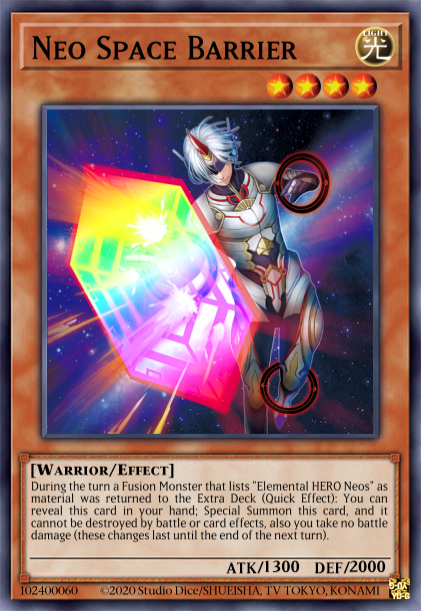 Neo Space Barrier
LIGHT
光
[Warrior/Effect]
During the turn a Fusion Monster that lists "Elemental HERO Neos" as
material was returned to the Extra Deck (Quick Effect): You can
reveal this card in your hand; Special Summon this card, and it
cannot be destroyed by battle or card effects, also you take no battle
damage (these changes last until the end of the next turn).
ATK/1300 DEF/2000
102400060 ©2020 Studio Dice/SHUEISHA, TV TOKYO, KONAMI